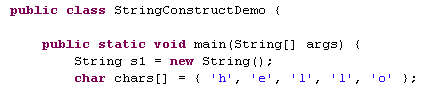 public class StringConstructDemo {
public static void main(String[] args) {
String s1 = new String();
char chars[] = { 'h', 'e', 'l', 'l', 'o' };